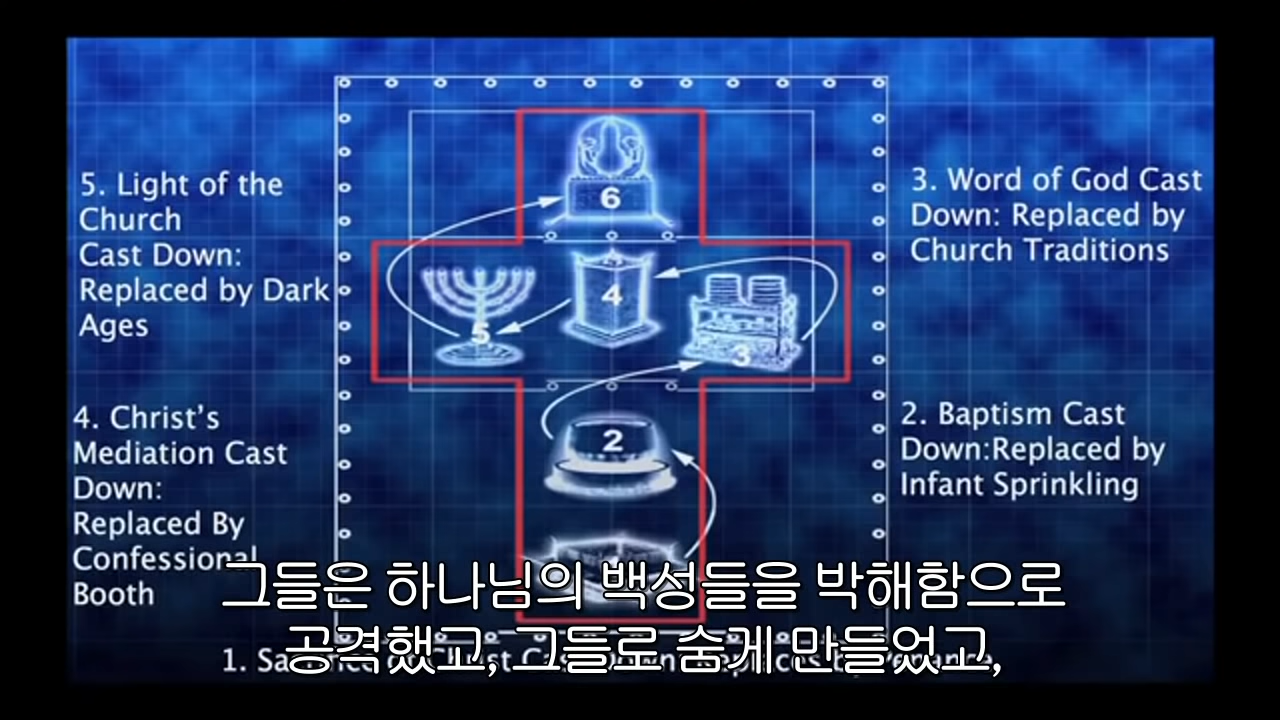 5. Light of the
Church
Cast Down:
Replaced by Dark
Ages
4. Christ's
Mediation Cast
Down:
Replaced By
Confessional
Booth
6
4
5
3
2
3. Word of God Cast
Down: Replaced by
Church Traditions
2. Baptism Cast
Down:Replaced by
Infant Sprinkling
그들은 하나님의 백성들을 박해함으로
공격했고, 그들로 숨게 만들었고,
1.